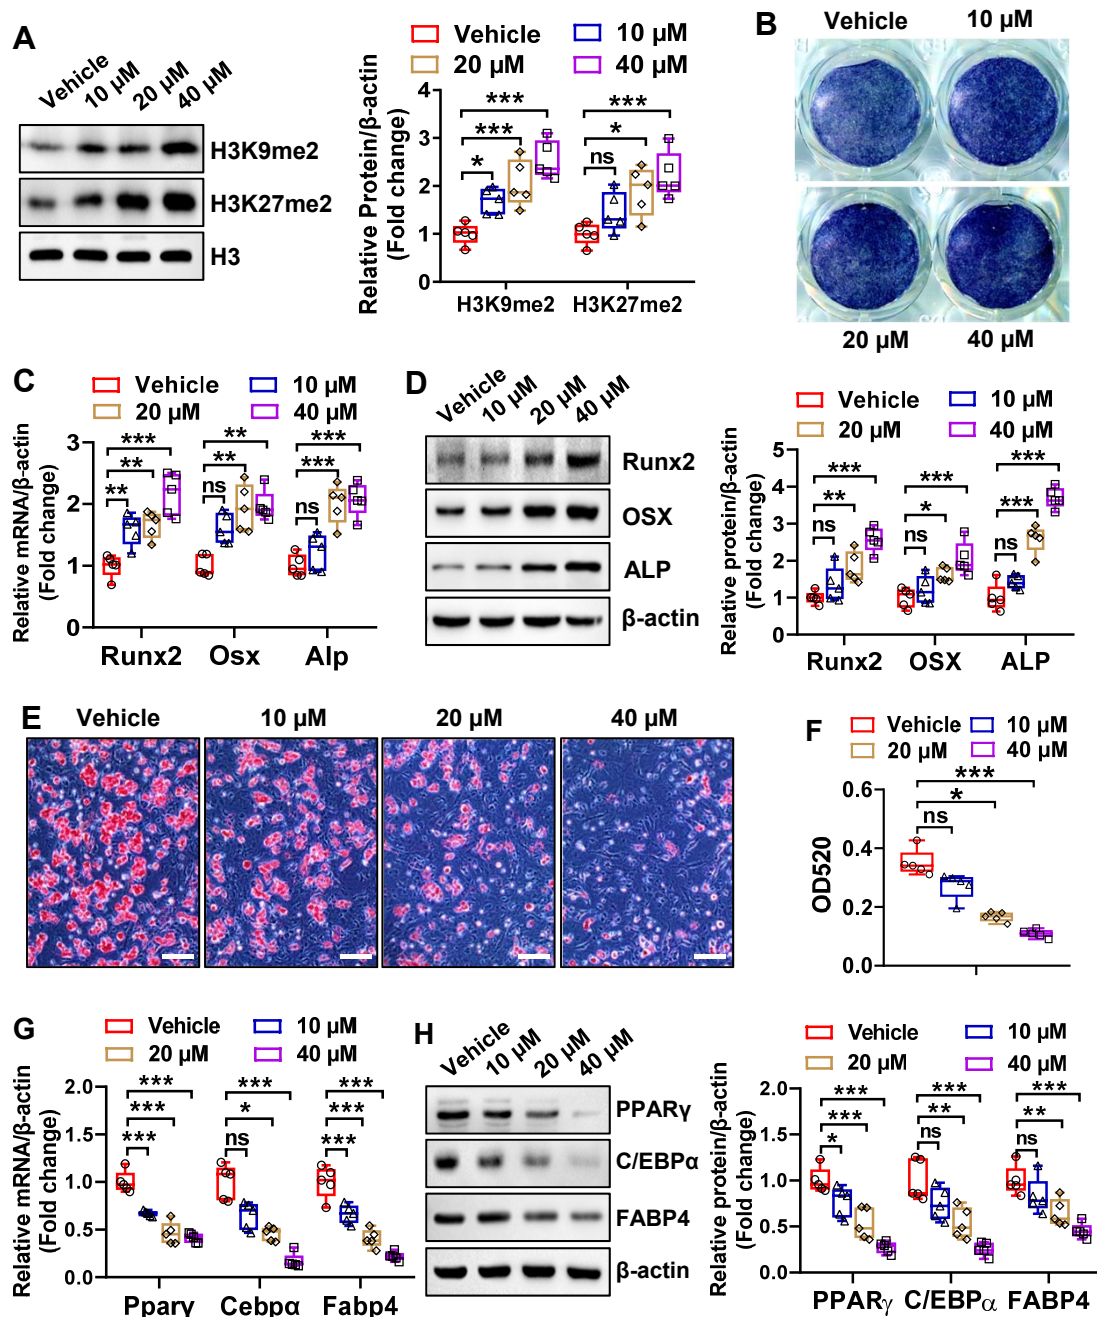 A
Vehicle
10 µM
20 µM
40 µM
H3K9me2
H3K27me2
H3
Vehicle
10 µM
20 µM
40 µM
Relative Protein/β-actin
(Fold change)
4
3
2
1
0
***
***
*
***
*
ns
H3K9me2
H3K27me2
B
Vehicle
10 µM
20 µM
40 µM
C
Vehicle
10 µM
20 µM
40 µM
Relative mRNA/β-actin
(Fold change)
3
2
1
0
***
**
**
**
**
ns
***
***
ns
Runx2
Osx
Alp
D
Vehicle
10 µM
20 µM
40 µM
Runx2
OSX
ALP
β-actin
Vehicle
10 µM
20 µM
40 µM
Relative protein/β-actin
(Fold change)
5
4
3
2
1
0
***
**
ns
***
*
ns
***
***
ns
Runx2
OSX
ALP
E
Vehicle
10 µM
20 µM
40 µM
F
Vehicle
10 µM
20 µM
40 µM
OD520
0.6
0.4
0.2
0.0
***
*
ns
G
Vehicle
10 µM
20 µM
40 µM
Relative mRNA/β-actin
(Fold change)
2.0
1.5
1.0
0.5
0.0
***
***
***
***
*
ns
***
***
***
Pparγ
Cebpα
Fabp4
H
Vehicle
10 µM
20 µM
40 µM
PPARγ
C/EBPα
FABP4
β-actin
Vehicle
10 µM
20 µM
40 µM
Relative protein/β-actin
(Fold change)
2.0
1.5
1.0
0.5
0.0
***
***
*
***
**
ns
***
**
ns
PPARγ
C/EBPα
FABP4